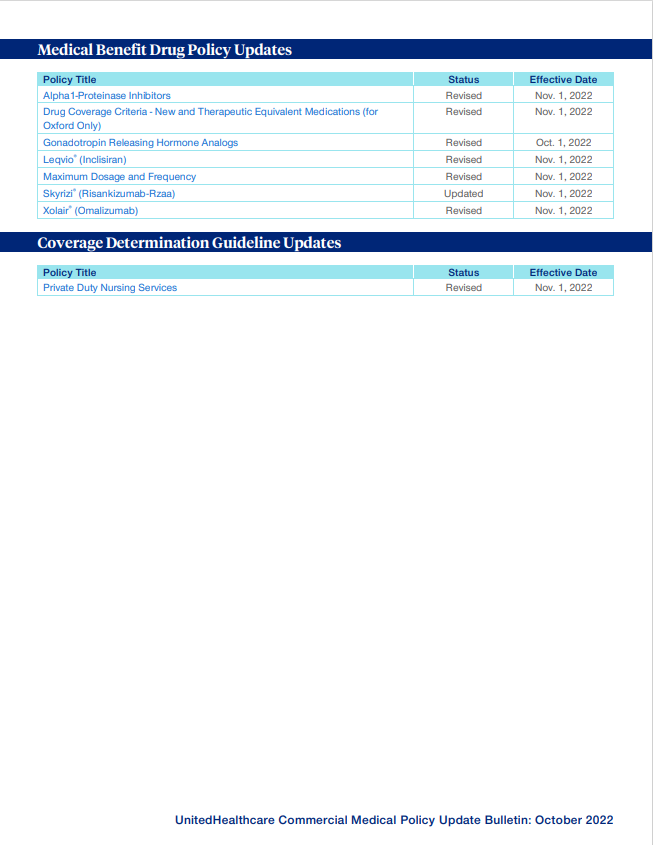 Medical Benefit Drug Policy Updates
Policy Title Status Effective Date
Alpha1-Proteinase Inhibitors Revised Nov. 1, 2022
Drug Coverage Criteria - New and Therapeutic Equivalent Medications (for Revised Nov. 1, 2022
Oxford Only)
Gonadotropin Releasing Hormone Analogs Revised Oct. 1, 2022
Leqvio® (Inclisiran) Revised Nov. 1, 2022
Maximum Dosage and Frequency Revised Nov. 1, 2022
Skyrizi® (Risankizumab-Rzaa) Updated Nov. 1, 2022
Xolair® (Omalizumab) Revised Nov. 1, 2022
Coverage Determination Guideline Updates
Policy Title Status Effective Date
Private Duty Nursing Services Revised Nov. 1, 2022
UnitedHealthcare Commercial Medical Policy Update Bulletin: October 2022